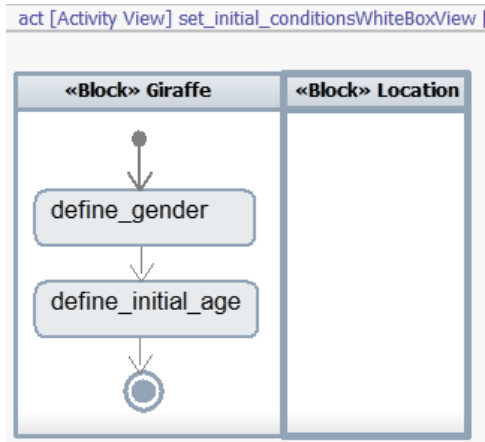 act [Activity View] set_initial_conditionsWhiteBoxView [
«Block» Giraffe
«Block» Location
define_gender
define_initial_age